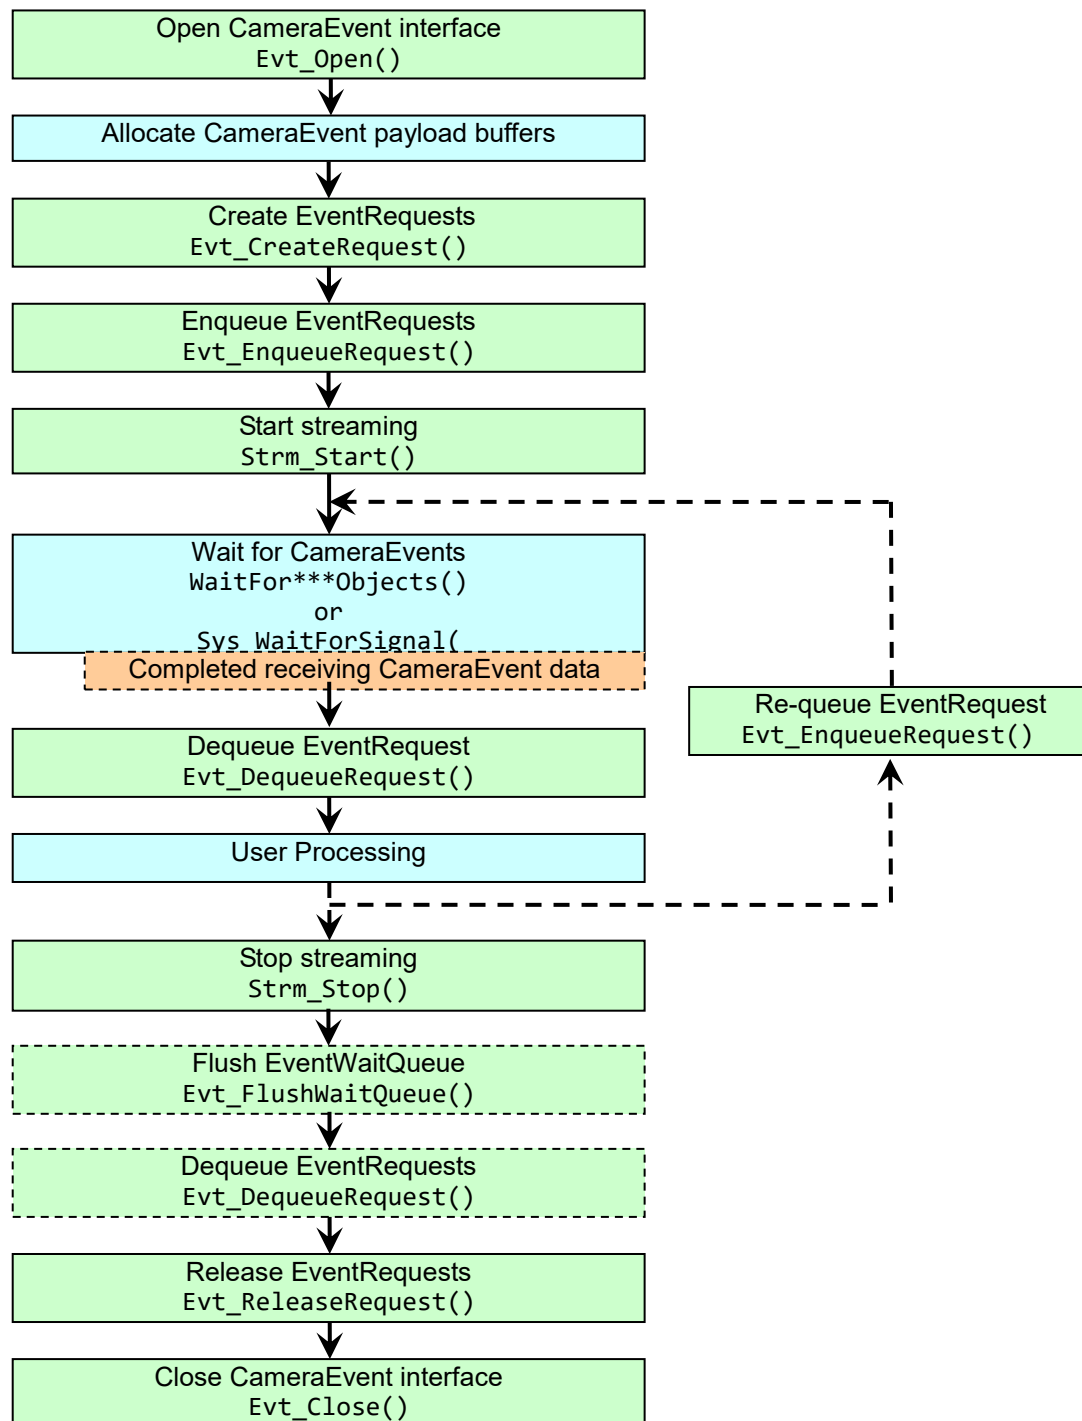 Open CameraEvent interface
Evt_Open()
Allocate CameraEvent payload buffers
Create EventRequests
Evt_CreateRequest()
Enqueue EventRequests
Evt_EnqueueRequest()
Start streaming
Strm_Start()
Wait for CameraEvents
WaitFor***Objects()
or
Sys_WaitForSignal(
Completed receiving CameraEvent data
Re-queue EventRequest
Evt_EnqueueRequest()
Dequeue EventRequest
Evt_DequeueRequest()
User Processing
Stop streaming
Strm_Stop()
Flush EventWaitQueue
Evt_FlushWaitQueue()
Dequeue EventRequests
Evt_DequeueRequest()
Release EventRequests
Evt_ReleaseRequest()
Close CameraEvent interface
Evt_Close()